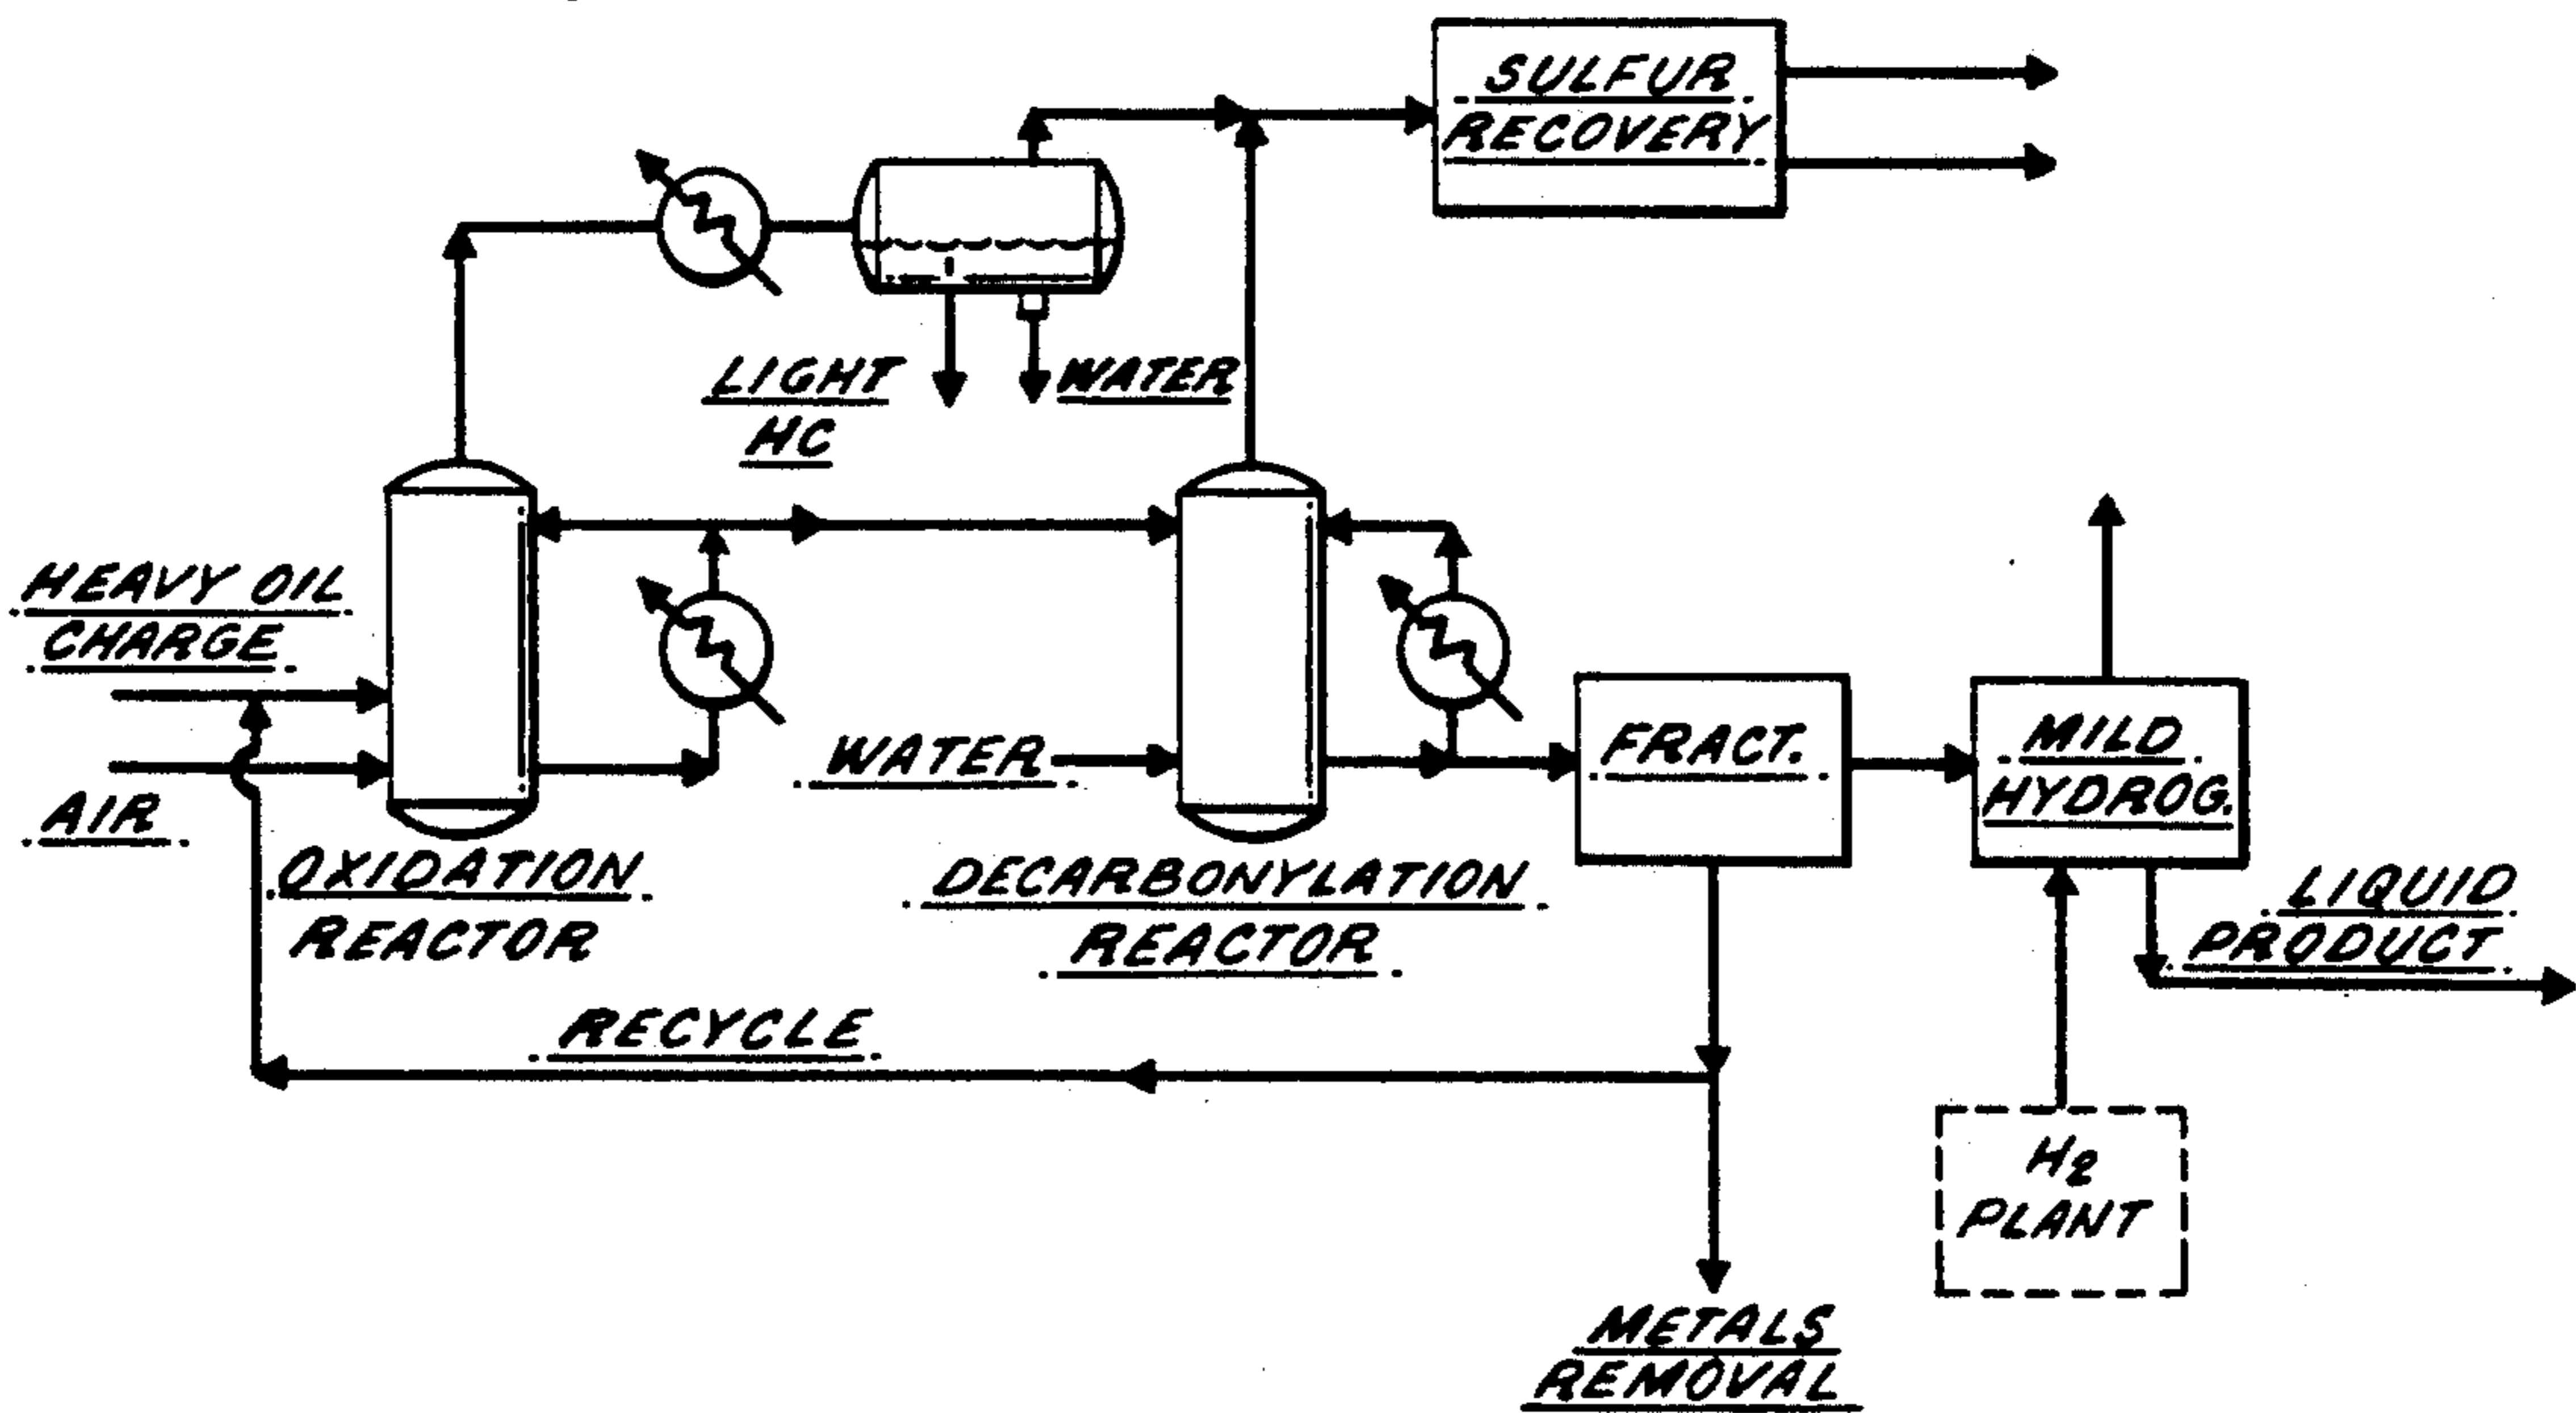 SULFUR
RECOVERY
LIGHT
HC
WATER
HEAVY OIL
CHARGE
AIR
OXIDATION
REACTOR
WATER
DECARBONYLATION
REACTOR
FRACT.
MILD
HYDROG.
LIQUID
PRODUCT
RECYCLE
H2
PLANT
METALS
REMOVAL